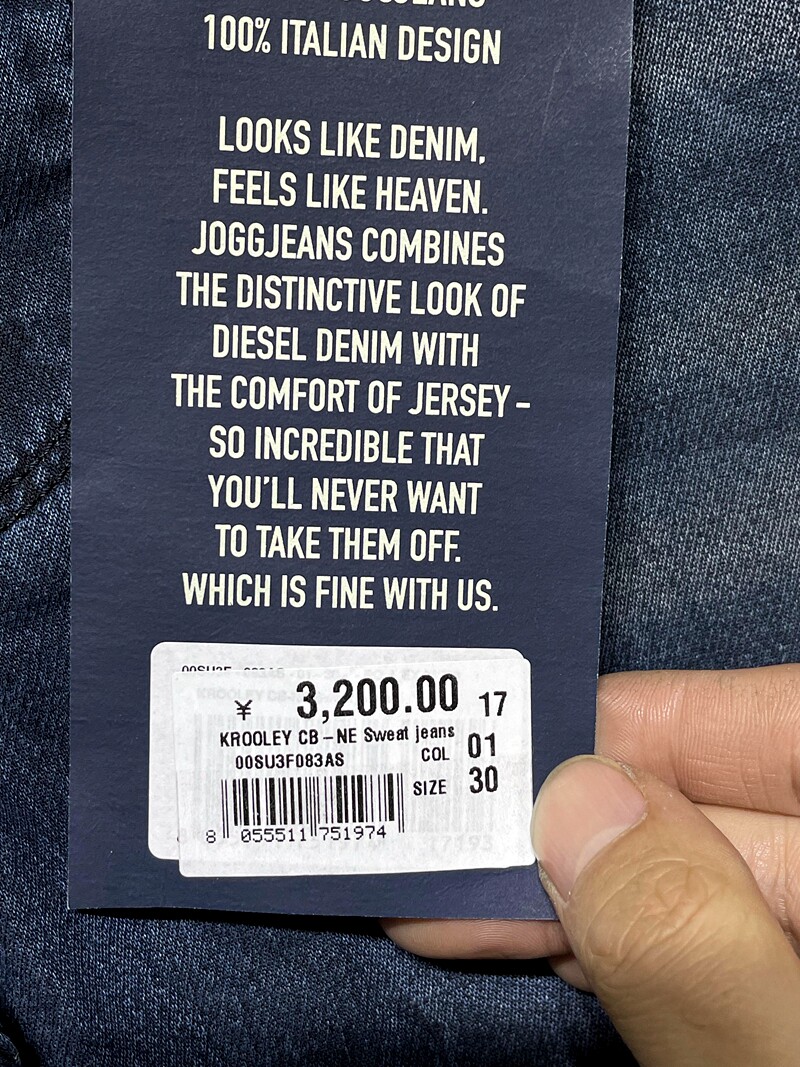 100% ITALIAN DESIGN
LOOKS LIKE DENIM,
FEELS LIKE HEAVEN.
JOGGJEANS COMBINES
THE DISTINCTIVE LOOK OF
DIESEL DENIM WITH
THE COMFORT OF JERSEY –
SO INCREDIBLE THAT
YOU'LL NEVER WANT
TO TAKE THEM OFF.
WHICH IS FINE WITH US.
¥ 3,200.00 17
KROOLEY CB – NE Sweat jeans
00SU3F083AS COL 01
SIZE 30
8 055511 751974